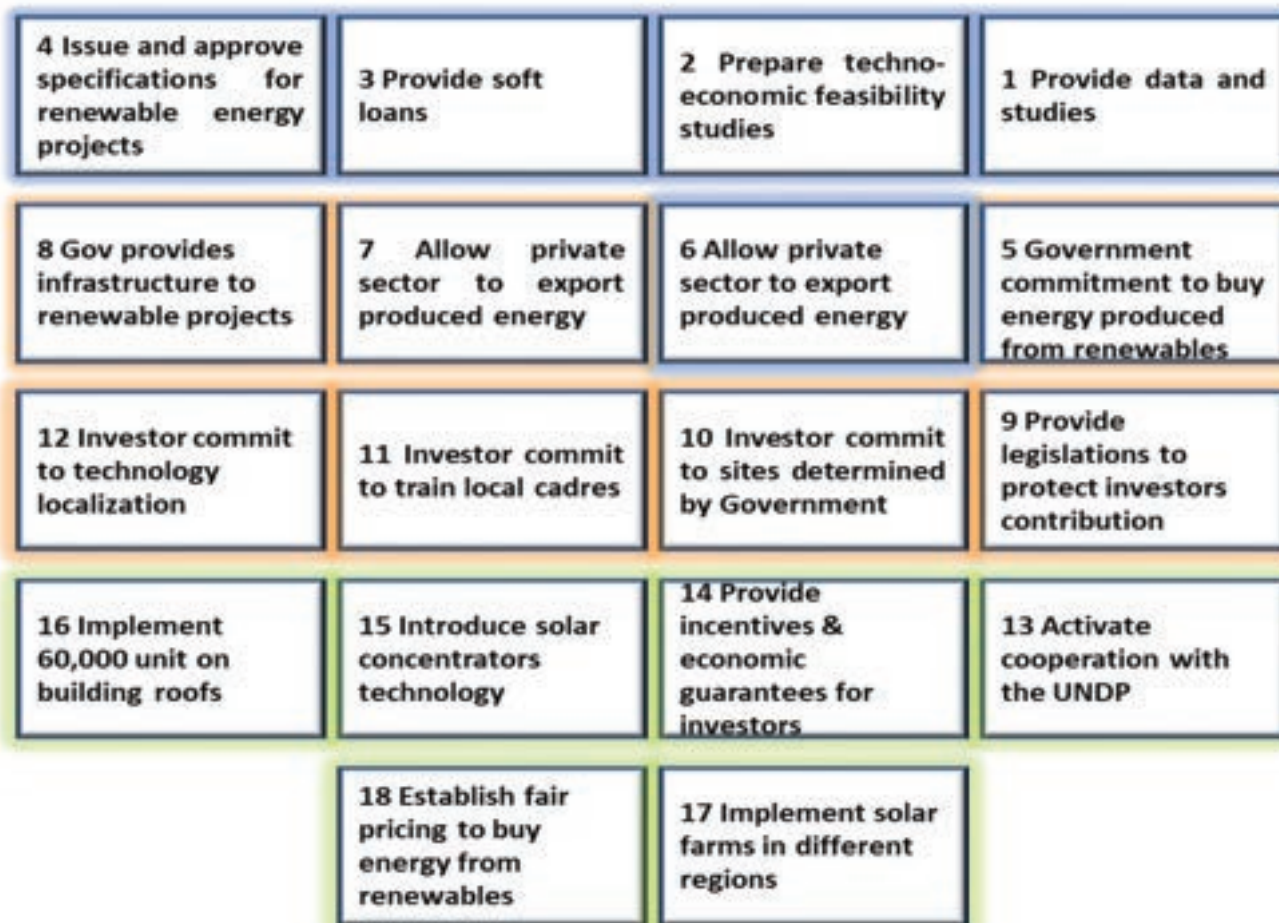 4 Issue and approve
specifications for
renewable energy
projects
3 Provide soft
loans
2 Prepare techno-
economic feasibility
studies
1 Provide data and
studies
8 Gov provides
infrastructure to
renewable projects
7 Allow private
sector to export
produced energy
6 Allow private
sector to export
produced energy
5 Government
commitment to buy
energy produced
from renewables
12 Investor commit
to technology
localization
11 Investor commit
to train local cadres
10 Investor commit
to sites determined
by Government
9 Provide
legislations to
protect investors
contribution
16 Implement
60,000 unit on
building roofs
15 Introduce solar
concentrators
technology
14 Provide
incentives &
economic
guarantees for
investors
13 Activate
cooperation with
the UNDP
18 Establish fair
pricing to buy
energy from
renewables
17 Implement solar
farms in different
regions